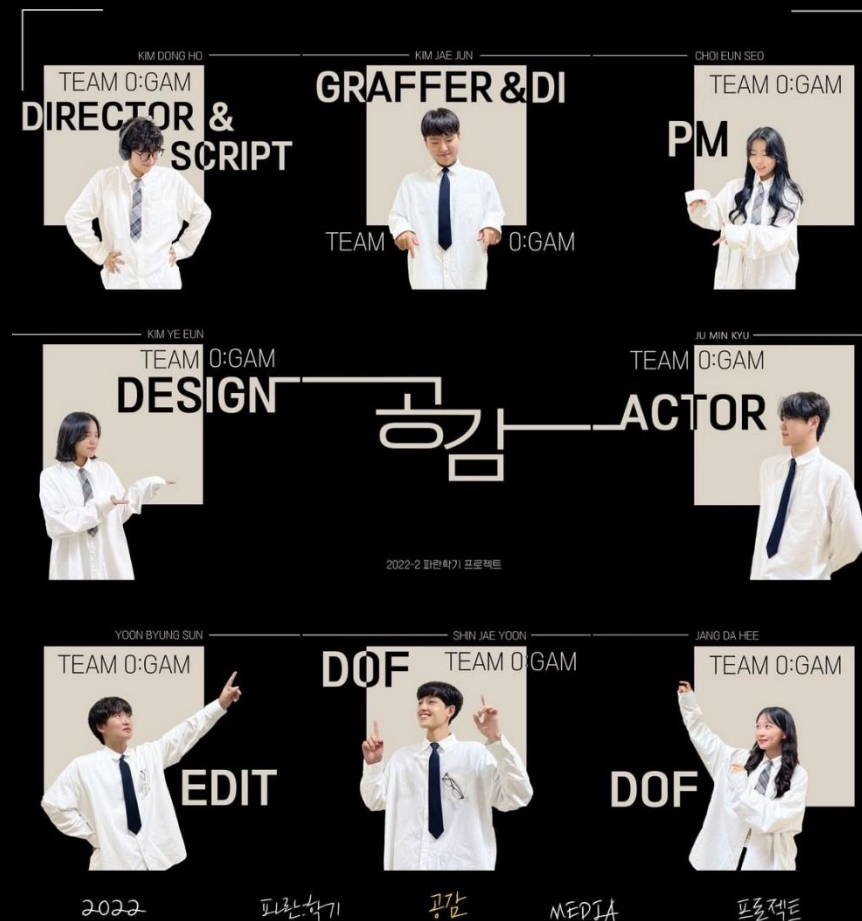 KIM DONG HO
TEAM 0:GAM
DIRECTOR &
SCRIPT
KIM JAE JUN
GRAFFER & DI
TEAM 0:GAM
CHOI EUN SEO
TEAM 0:GAM
PM
KIM YE EUN
TEAM 0:GAM
DESIGN
공감
2022-2 파란학기 프로젝트
JU MIN KYU
TEAM 0:GAM
ACTOR
YOON BYUNG SUN
TEAM 0:GAM
EDIT
SHIN JAE YOON
DOF
TEAM 0:GAM
JANG DA HEE
TEAM 0:GAM
DOF
2022 파란학기 공감 MEDIA 프로젝트